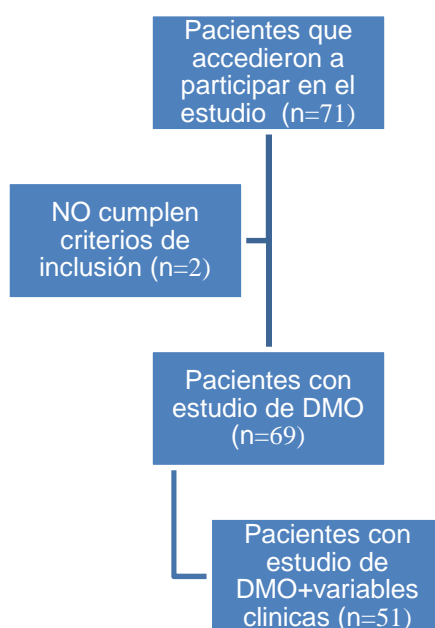 Pacientes que
accedieron a
participar en el
estudio (n=71)
NO cumplen
criterios de
inclusión (n=2)
Pacientes con
estudio de DMO
(n=69)
Pacientes con
estudio de
DMO+variables
clinicas (n=51)